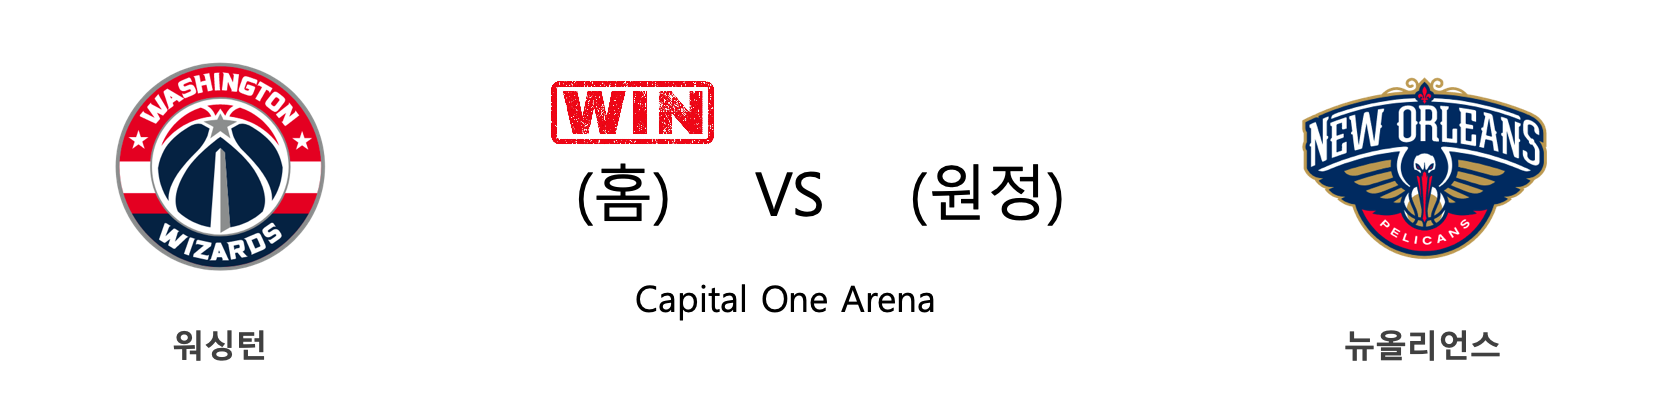 WASHINGTON
WIZARDS
WIN
(홈) VS (원정)
Capital One Arena
NEW ORLEANS
PELICANS
워싱턴
뉴올리언스